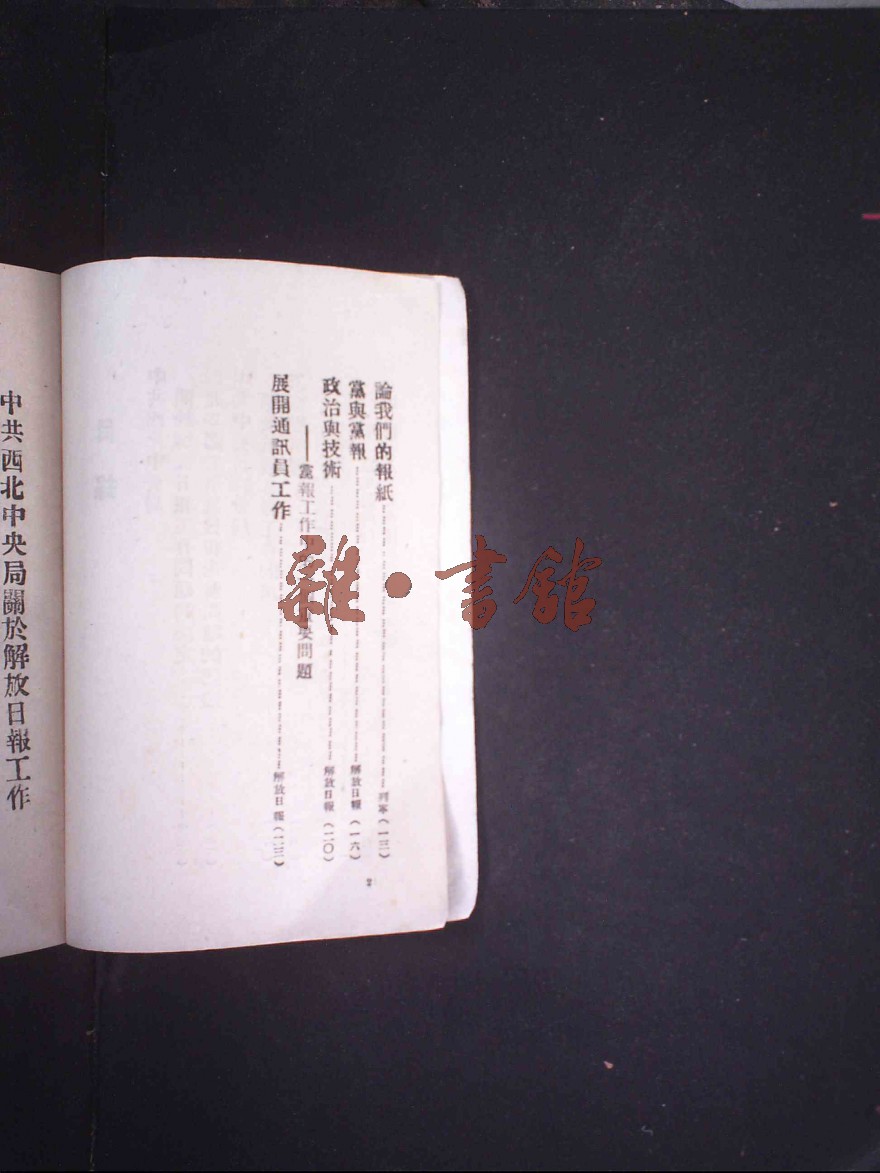 論我們的報紙……列寧(一三)
黨與黨報……解放日報(一六)
政治與技術……解放日報(二〇)
——黨報工作 要問題
展開通訊員工作……解放日報(二三)
2
中共西北中央局關於解放日報工作
雜·書館